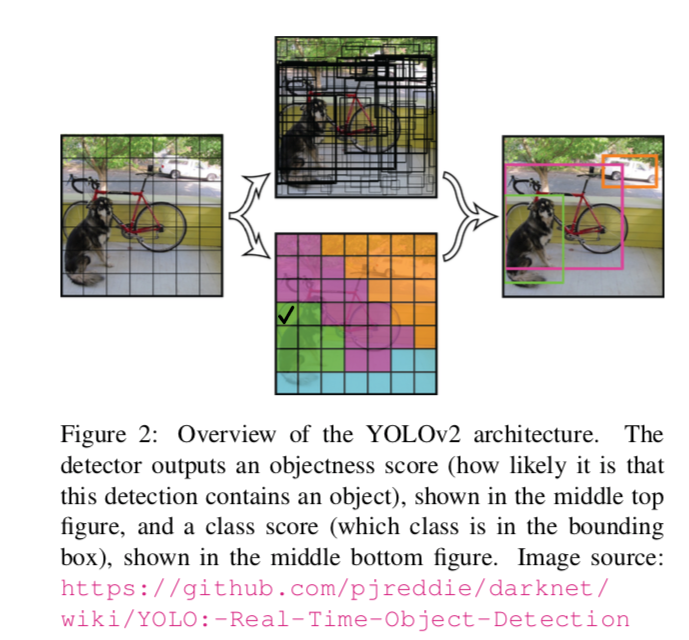 Figure 2: Overview of the YOLOv2 architecture. The
detector outputs an objectness score (how likely it is that
this detection contains an object), shown in the middle top
figure, and a class score (which class is in the bounding
box), shown in the middle bottom figure. Image source:
https://github.com/pjreddie/darknet/
wiki/YOLO:-Real-Time-Object-Detection